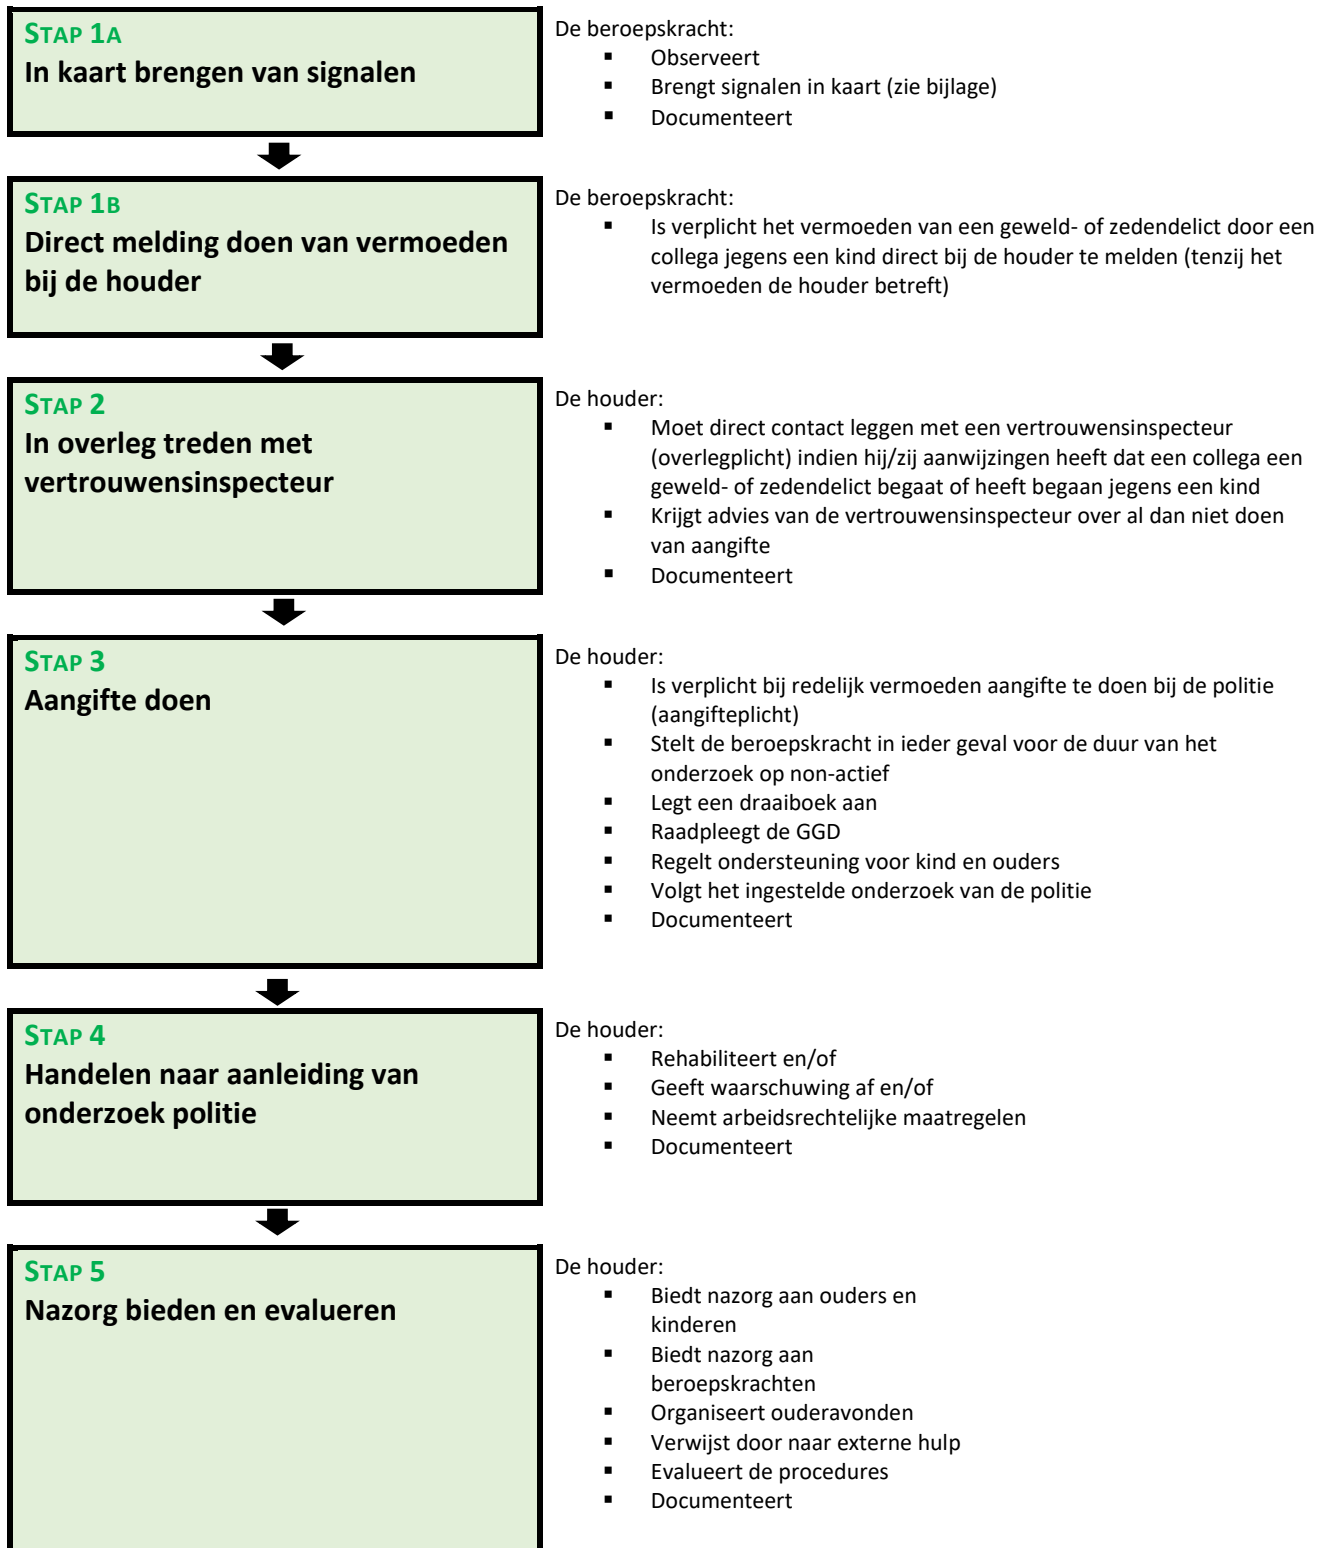 STAP 1A
In kaart brengen van signalen
De beroepskracht:
▪ Observeert
▪ Brengt signalen in kaart (zie bijlage)
▪ Documenteert
STAP 1B
Direct melding doen van vermoeden
bij de houder
De beroepskracht:
▪ Is verplicht het vermoeden van een geweld- of zedendelict door een
collega jegens een kind direct bij de houder te melden (tenzij het
vermoeden de houder betreft)
STAP 2
In overleg treden met
vertrouwensinspecteur
De houder:
▪ Moet direct contact leggen met een vertrouwensinspecteur
(overlegplicht) indien hij/zij aanwijzingen heeft dat een collega een
geweld- of zedendelict begaat of heeft begaan jegens een kind
▪ Krijgt advies van de vertrouwensinspecteur over al dan niet doen
van aangifte
▪ Documenteert
STAP 3
Aangifte doen
De houder:
▪ Is verplicht bij redelijk vermoeden aangifte te doen bij de politie
(aangifteplicht)
▪ Stelt de beroepskracht in ieder geval voor de duur van het
onderzoek op non-actief
▪ Legt een draaiboek aan
▪ Raadpleegt de GGD
▪ Regelt ondersteuning voor kind en ouders
▪ Volgt het ingestelde onderzoek van de politie
▪ Documenteert
STAP 4
Handelen naar aanleiding van
onderzoek politie
De houder:
▪ Rehabiliteert en/of
▪ Geeft waarschuwing af en/of
▪ Neemt arbeidsrechtelijke maatregelen
▪ Documenteert
STAP 5
Nazorg bieden en evalueren
De houder:
▪ Biedt nazorg aan ouders en
kinderen
▪ Biedt nazorg aan
beroepskrachten
▪ Organiseert ouderavonden
▪ Verwijst door naar externe hulp
▪ Evalueert de procedures
▪ Documenteert